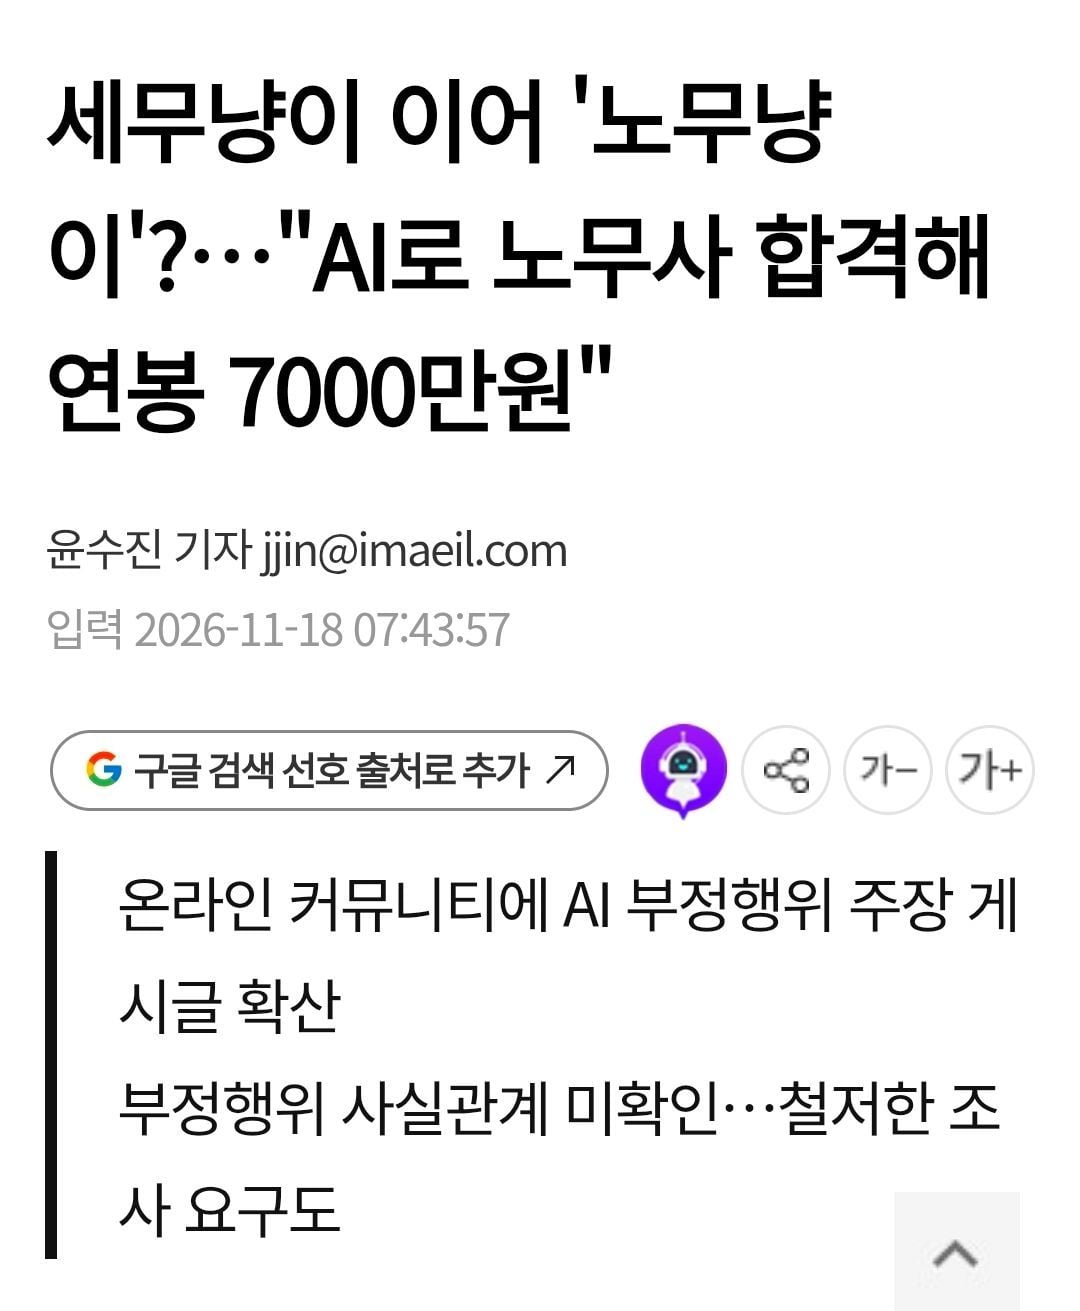 세무냥이 이어 '노무냥
이'?…"AI로 노무사 합격해
연봉 7000만원"
윤수진 기자 jjin@imaeil.com
입력 2026-11-18 07:43:57
구글 검색 선호 출처로 추가 ↗
가−
가+
온라인 커뮤니티에 AI 부정행위 주장 게
시글 확산
부정행위 사실관계 미확인…철저한 조
사 요구도